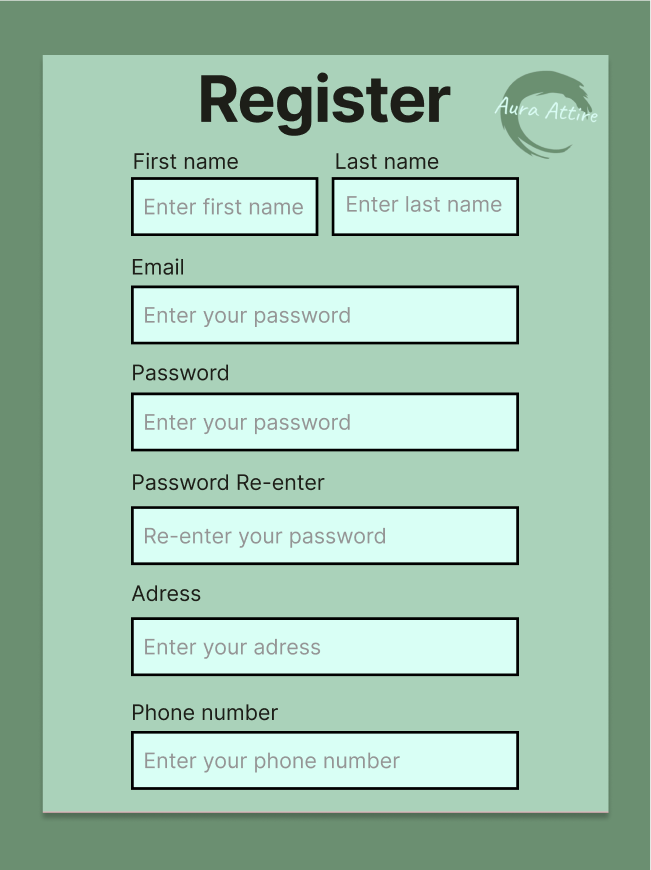 Register
Aura Attire
First name Last name
Enter first name Enter last name
Email
Enter your password
Password
Enter your password
Password Re-enter
Re-enter your password
Adress
Enter your adress
Phone number
Enter your phone number